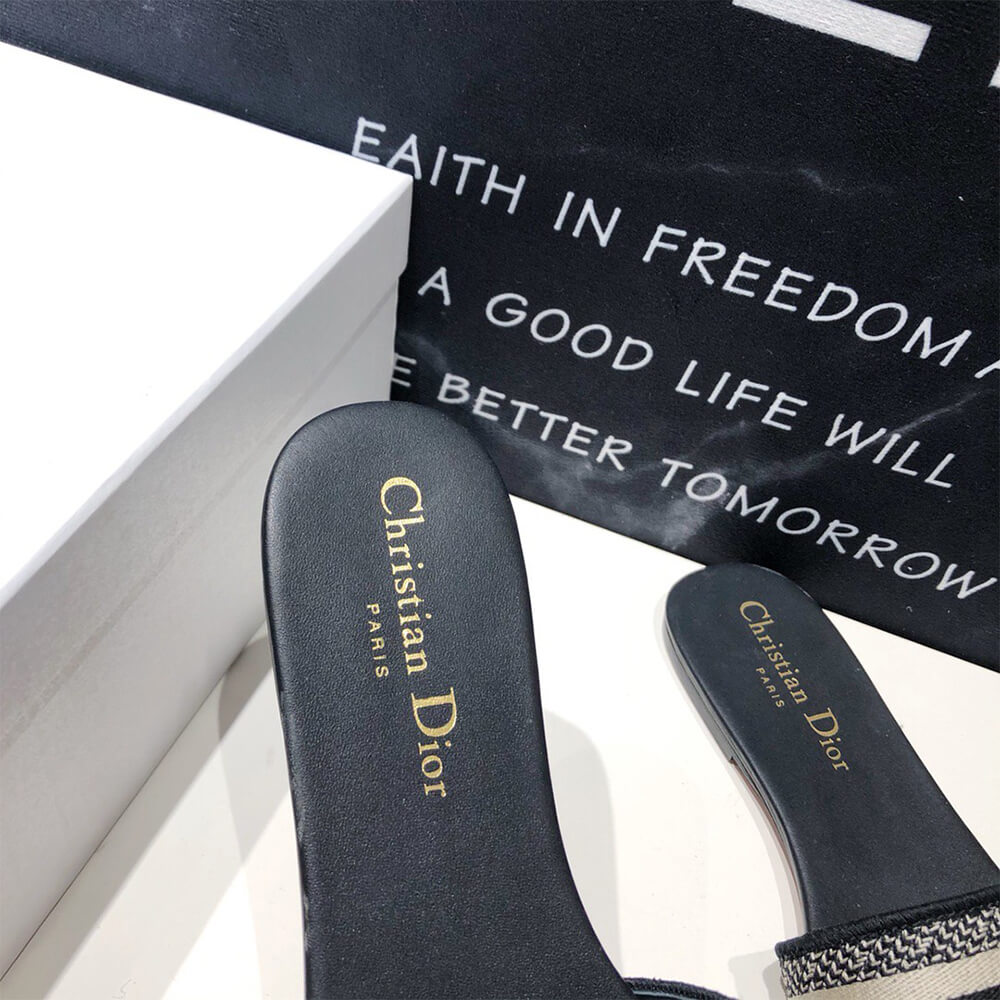 EAITH IN FREEDOM
A GOOD LIFE WILL
E BETTER TOMORROW
Christian Dior
PARIS
Christian Dior
PARIS